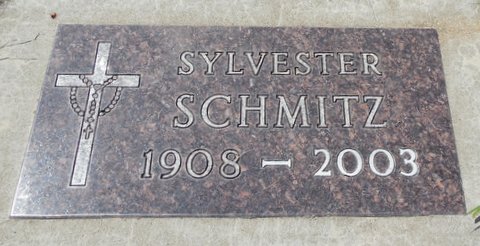 SYLVESTER
SCHMITZ
1908 – 2003